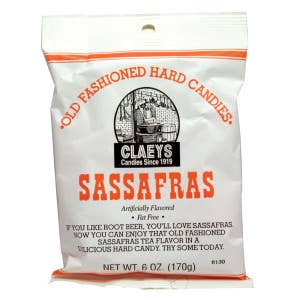 •OLD FASHIONED HARD CANDIES•
CLAEYS
Candies Since 1919
SASSAFRAS
Artificially Flavored
• Fat Free •
IF YOU LIKE ROOT BEER, YOU'LL LOVE SASSAFRAS.
NOW YOU CAN ENJOY THAT OLD FASHIONED
SASSAFRAS TEA FLAVOR IN A
DELICIOUS HARD CANDY. TRY SOME TODAY.
NET WT. 6 OZ. (170g)